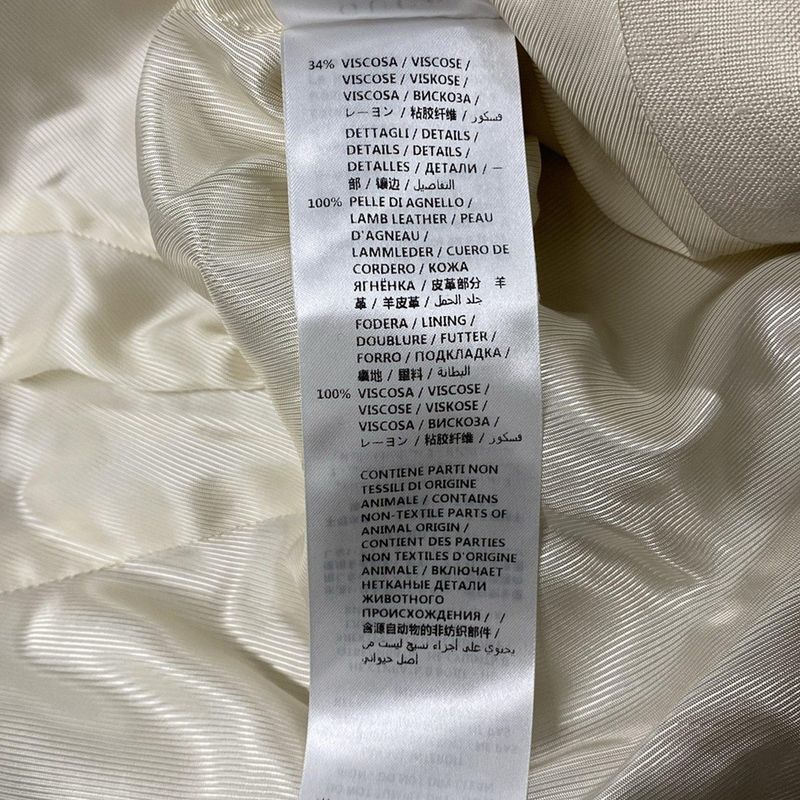 34% VISCOSA / VISCOSE /
VISCOSE / VISKOSE /
VISCOSA / ВИСКОЗА /
レーヨン / 粘胶纤维 / فسكور
DETTAGLI / DETAILS /
DETAILS / DETAILS /
DETALLES / ДЕТАЛИ / 一
部 / 镶边 / التفاصيل
100% PELLE DI AGNELLO /
LAMB LEATHER / PEAU
D'AGNEAU /
LAMMLEDER / CUERO DE
CORDERO / КОЖА
ЯГНЁНКА / 皮革部分 羊
革 / 羊皮革 / جلد الحمل
FODERA / LINING /
DOUBLURE / FUTTER /
FORRO / ПОДКЛАДКА /
裏地 / 里料 / البطانة
100% VISCOSA / VISCOSE /
VISCOSE / VISKOSE /
VISCOSA / ВИСКОЗА /
レーヨン / 粘胶纤维 / فسكور
CONTIENE PARTI NON
TESSILI DI ORIGINE
ANIMALE / CONTAINS
NON-TEXTILE PARTS OF
ANIMAL ORIGIN /
CONTIENT DES PARTIES
NON TEXTILES D'ORIGINE
ANIMALE / ВКЛЮЧАЕТ
НЕТКАНЫЕ ДЕТАЛИ
ЖИВОТНОГО
ПРОИСХОЖДЕНИЯ / /
含源自动物的非纺织部件 /
يحتوي على أجزاء نسيج ليست من
أصل حيواني.